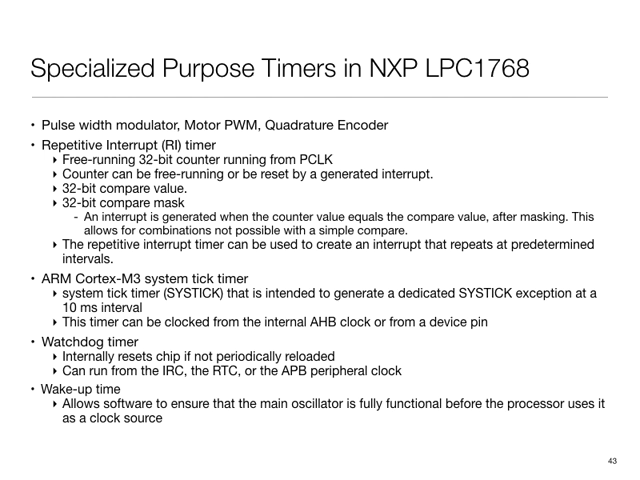 Specialized Purpose Timers in NXP LPC1768
• Pulse width modulator, Motor PWM, Quadrature Encoder
• Repetitive Interrupt (RI) timer
‣ Free-running 32-bit counter running from PCLK
‣ Counter can be free-running or be reset by a generated interrupt.
‣ 32-bit compare value.
‣ 32-bit compare mask
- An interrupt is generated when the counter value equals the compare value, after masking. This
allows for combinations not possible with a simple compare.
‣ The repetitive interrupt timer can be used to create an interrupt that repeats at predetermined
intervals.
• ARM Cortex-M3 system tick timer
‣ system tick timer (SYSTICK) that is intended to generate a dedicated SYSTICK exception at a
10 ms interval
‣ This timer can be clocked from the internal AHB clock or from a device pin
• Watchdog timer
‣ Internally resets chip if not periodically reloaded
‣ Can run from the IRC, the RTC, or the APB peripheral clock
• Wake-up time
‣ Allows software to ensure that the main oscillator is fully functional before the processor uses it
as a clock source
43